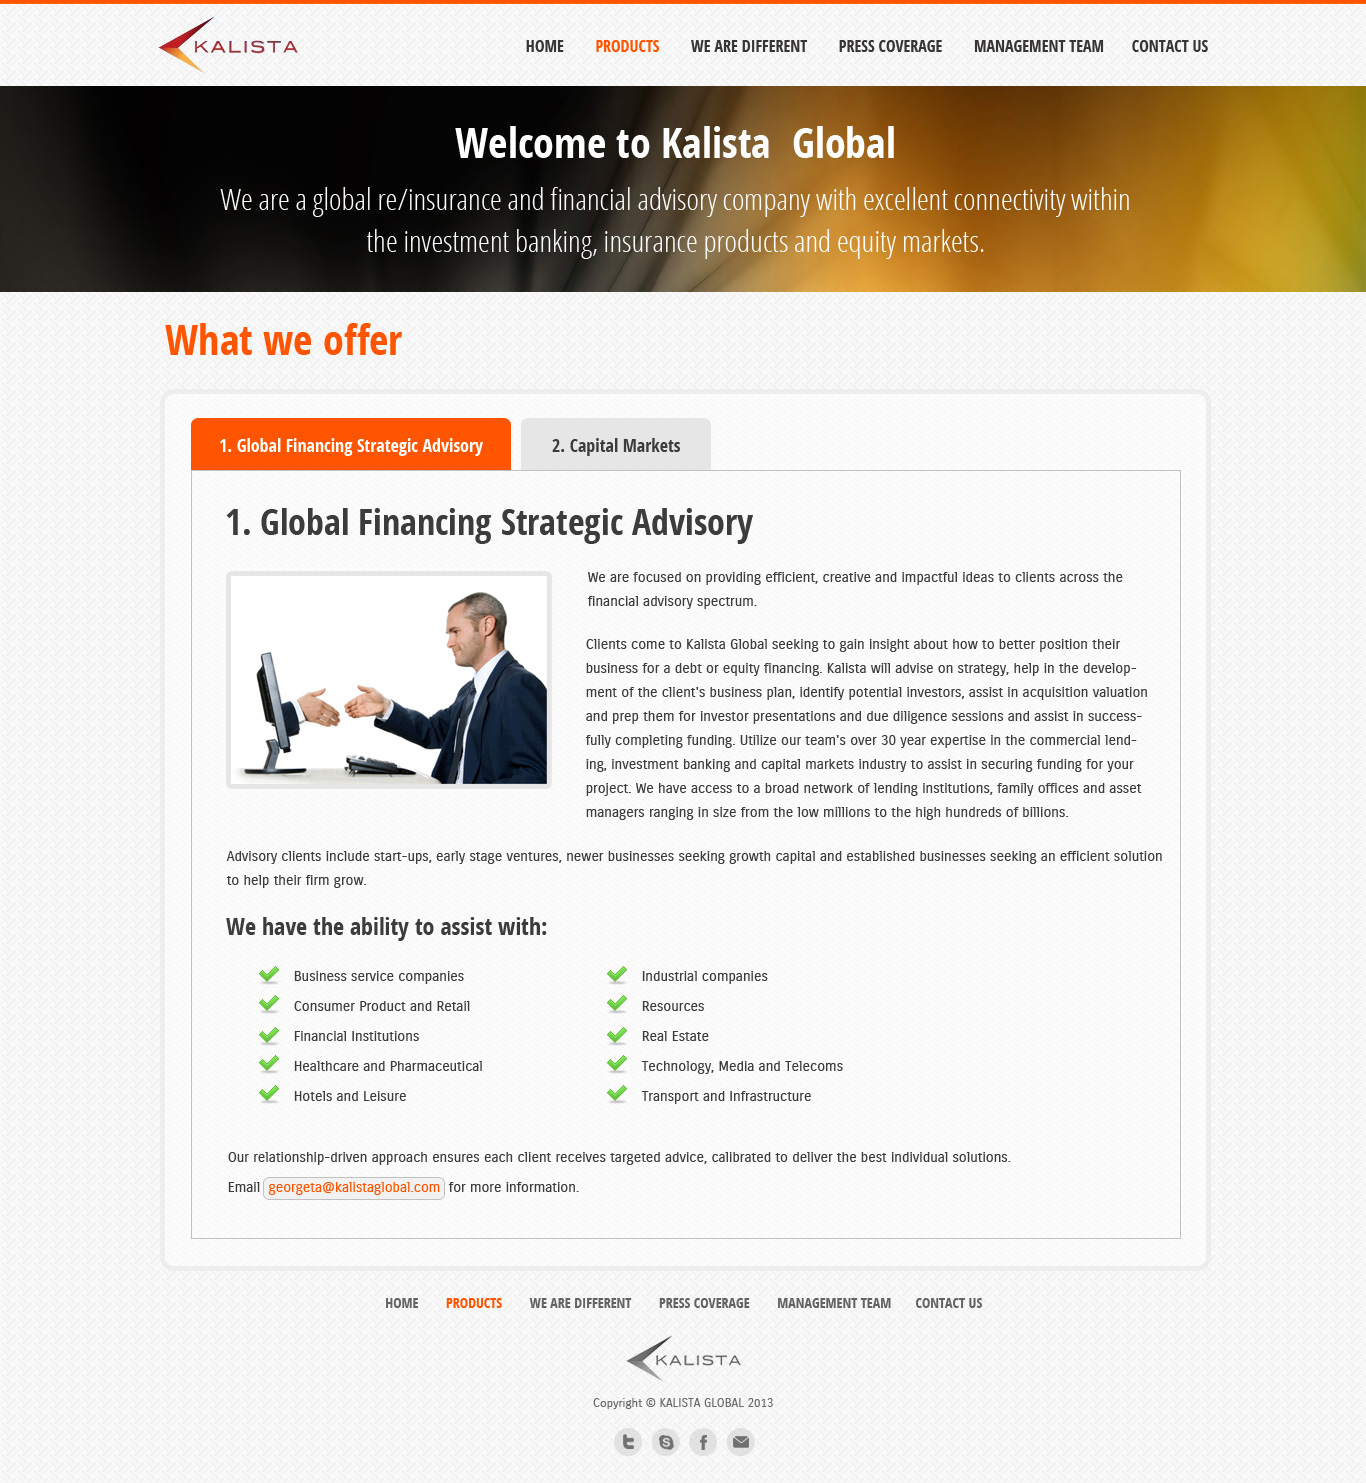 KALISTA
HOME PRODUCTS WE ARE DIFFERENT PRESS COVERAGE MANAGEMENT TEAM CONTACT US
Welcome to Kalista Global
We are a global re/insurance and financial advisory company with excellent connectivity within
the investment banking, insurance products and equity markets.
What we offer
1. Global Financing Strategic Advisory 2. Capital Markets
1. Global Financing Strategic Advisory
We are focused on providing efficient, creative and impactful ideas to clients across the
financial advisory spectrum.
Clients come to Kalista Global seeking to gain insight about how to better position their
business for a debt or equity financing. Kalista will advise on strategy, help in the develop-
ment of the client's business plan, identify potential investors, assist in acquisition valuation
and prep them for investor presentations and due diligence sessions and assist in success-
fully completing funding. Utilize our team's over 30 year expertise in the commercial lend-
ing, investment banking and capital markets industry to assist in securing funding for your
project. We have access to a broad network of lending institutions, family offices and asset
managers ranging in size from the low millions to the high hundreds of billions.
Advisory clients include start-ups, early stage ventures, newer businesses seeking growth capital and established businesses seeking an efficient solution
to help their firm grow.
We have the ability to assist with:
Business service companies
Consumer Product and Retail
Financial Institutions
Healthcare and Pharmaceutical
Hotels and Leisure
Industrial companies
Resources
Real Estate
Technology, Media and Telecoms
Transport and Infrastructure
Our relationship-driven approach ensures each client receives targeted advice, calibrated to deliver the best individual solutions.
Email georgeta@kalistaglobal.com for more information.
HOME PRODUCTS WE ARE DIFFERENT PRESS COVERAGE MANAGEMENT TEAM CONTACT US
KALISTA
Copyright © KALISTA GLOBAL 2013